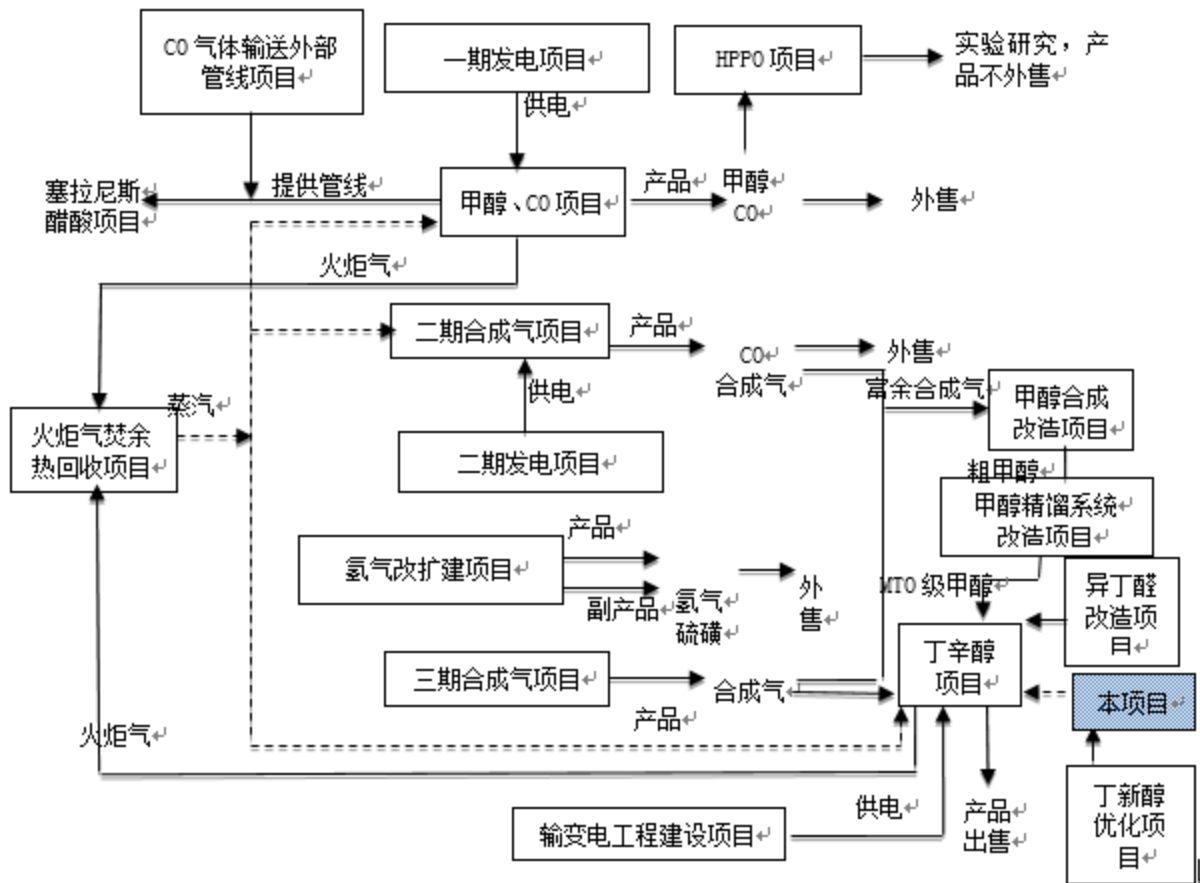 CO 气体输送外部
管线项目
一期发电项目
HPPO 项目
实验研究，产
品不外售
供电
塞拉尼斯
醋酸项目
提供管线
甲醇、CO 项目
产品
甲醇
CO
外售
火炬气
二期合成气项目
产品
CO
合成气
外售
富余合成气
甲醇合成
改造项目
供电
蒸汽
火炬气焚余
热回收项目
二期发电项目
粗甲醇
甲醇精馏系统
改造项目
氢气改扩建项目
产品
副产品
氢气
硫磺
外
售
MTO 级甲醇
异丁醛
改造项
目
三期合成气项目
产品
合成气
丁辛醇
项目
本项目
火炬气
输变电工程建设项目
供电
产品
出售
丁新醇
优化项
目